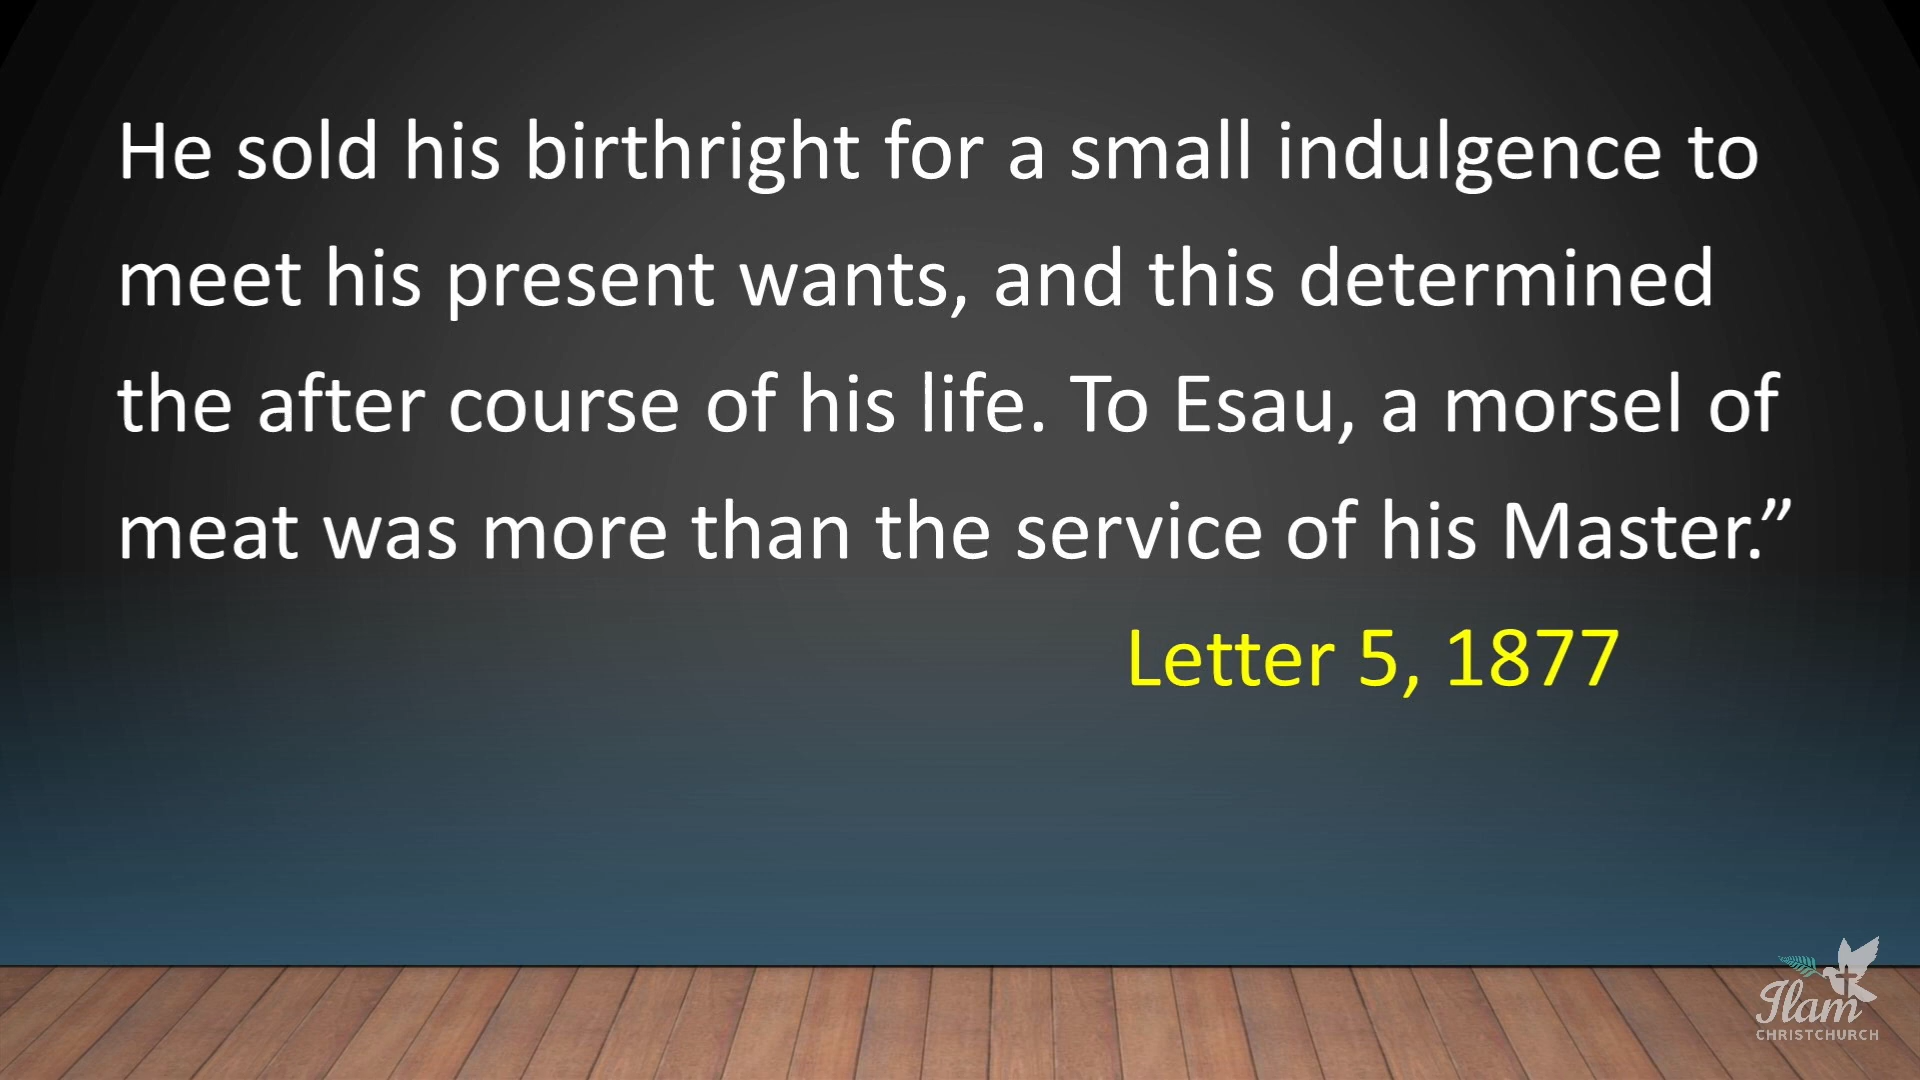 He sold his birthright for a small indulgence to
meet his present wants, and this determined
the after course of his life. To Esau, a morsel of
meat was more than the service of his Master.”
Letter 5, 1877
Ilam
CHRISTCHURCH